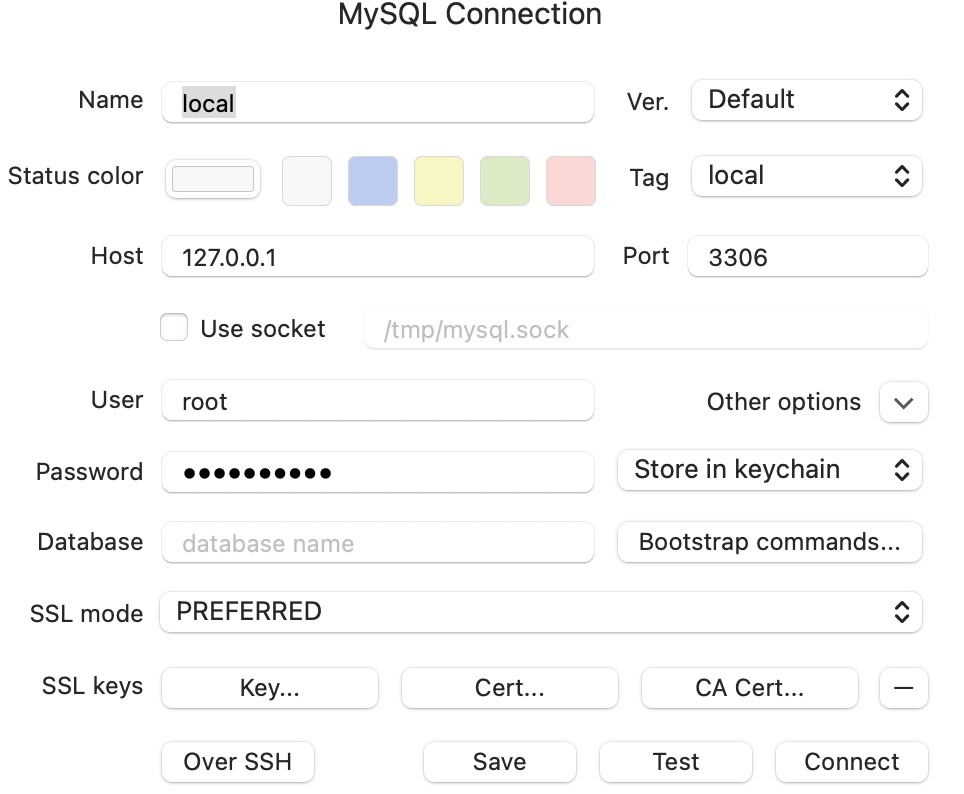 MySQL Connection
Name local Ver. Default
Status color Tag local
Host 127.0.0.1 Port 3306
Use socket /tmp/mysql.sock
User root Other options
Password ●●●●●●●●●● Store in keychain
Database database name Bootstrap commands...
SSL mode PREFERRED
SSL keys Key... Cert... CA Cert... —
Over SSH Save Test Connect